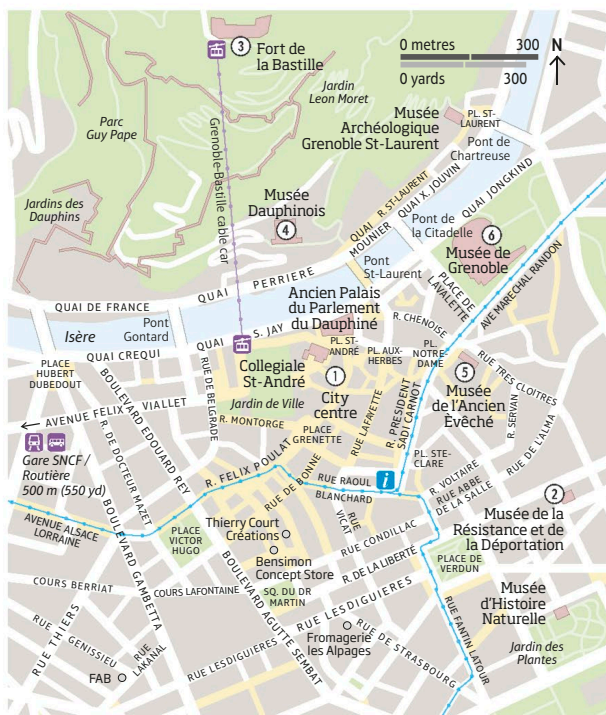 3
Fort de
la Bastille
0 metres 300
0 yards 300
N
Jardin
Leon Moret
Parc
Guy Pape
Musée
Archéologique
Grenoble St-Laurent
PL. ST-
LAURENT
Pont de
Chartreuse
Grenoble-Bastille cable car
Jardins des
Dauphins
Musée
Dauphinois
4
QUAI R. ST-LAURENT
MOUNIER
QUAI X. JOUVIN
QUAI JONGKIND
Pont de
la Citadelle
6
Musée de
Grenoble
Pont
St-Laurent
QUAI PERRIERE
QUAI DE FRANCE
PLACE DE
LAVALETTE
AVE MARECHAL RANDON
Ancien Palais
du Parlement
du Dauphiné
R. CHENOISE
Isère
Pont
Gontard
QUAI S. JAY
QUAI CREQUI
PL. ST-
ANDRÉ
PL. AUX-
HERBES
PL.
NOTRE-
DAME
RUE TRES CLOITRES
PLACE
HUBERT
DUBEDOUT
BOULEVARD EDOUARD REY
RUE DE BELGRADE
Collegiale
St-André
1
City
centre
Jardin de Ville
5
Musée
de l'Ancien
Évêché
R. SERVAN
RUE DE L'ALMA
AVENUE FELIX VIALLET
R. MONTORGE
PLACE
GRENETTE
RUE LAFAYETTE
R. PRESIDENT
SADI CARNOT
PL. STE-
CLARE
Gare SNCF /
Routière
500 m (550 yd)
R. DE DOCTEUR MAZET
R. FELIX POULAT
RUE DE BONNE
RUE RAOUL
BLANCHARD
i
R. VOLTAIRE
RUE ABBE
DE LA SALLE
2
Musée de la
Résistance et de
la Déportation
AVENUE ALSACE
LORRAINE
PLACE
VICTOR
HUGO
Thierry Court
Créations
RUE
VICAT
RUE CONDILLAC
Bensimon
Concept Store
R. DE LA LIBERTÉ
PLACE DE
VERDUN
BOULEVARD GAMBETTA
COURS BERRIAT
COURS LAFONTAINE
SQ. DU DR
MARTIN
BOULEVARD AGUTTE SEMBAT
RUE LESDIGUIERES
RUE LESDIGUIERES
RUE DE STRASBOURG
RUE FANTIN LATOUR
Musée
d'Histoire
Naturelle
Jardin des
Plantes
RUE THIERS
RUE GENISSIEU
RUE
LAKANAL
Fromagerie
les Alpages
FAB